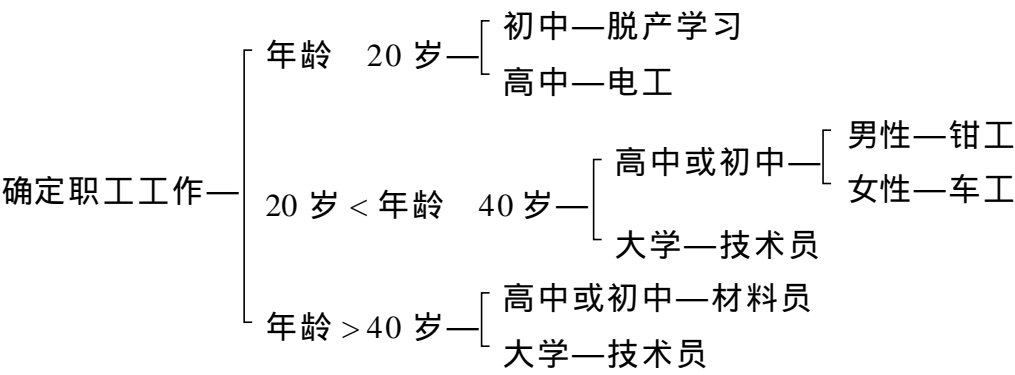 初中—脱产学习
年龄 20 岁—
高中—电工
男性—钳工
高中或初中—
女性—车工
确定职工工作—
20 岁 < 年龄 40 岁—
大学—技术员
高中或初中—材料员
年龄 >40 岁—
大学—技术员